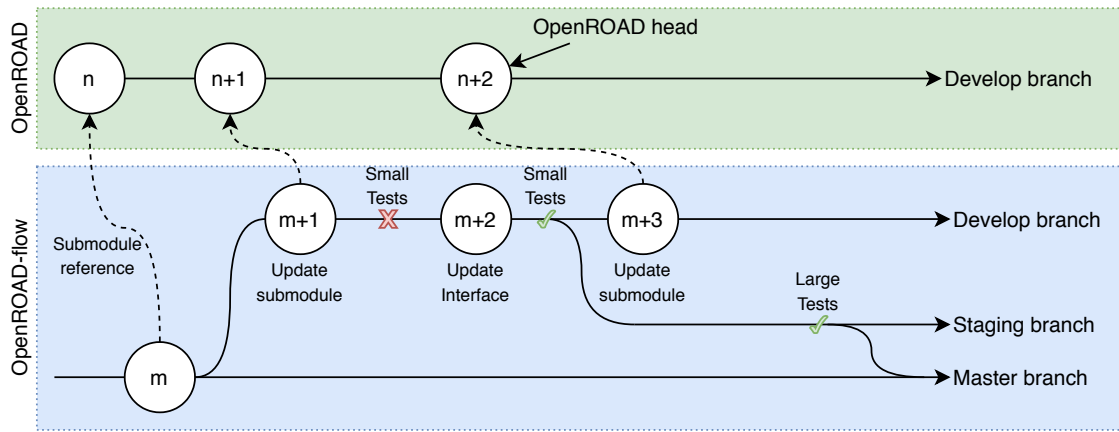 OpenROAD
OpenROAD head
n
n+1
n+2
Develop branch
OpenROAD-flow
Small
Tests
Small
Tests
m+1
m+2
m+3
Develop branch
Submodule
reference
Update
submodule
Update
Interface
Update
submodule
Large
Tests
Staging branch
m
Master branch